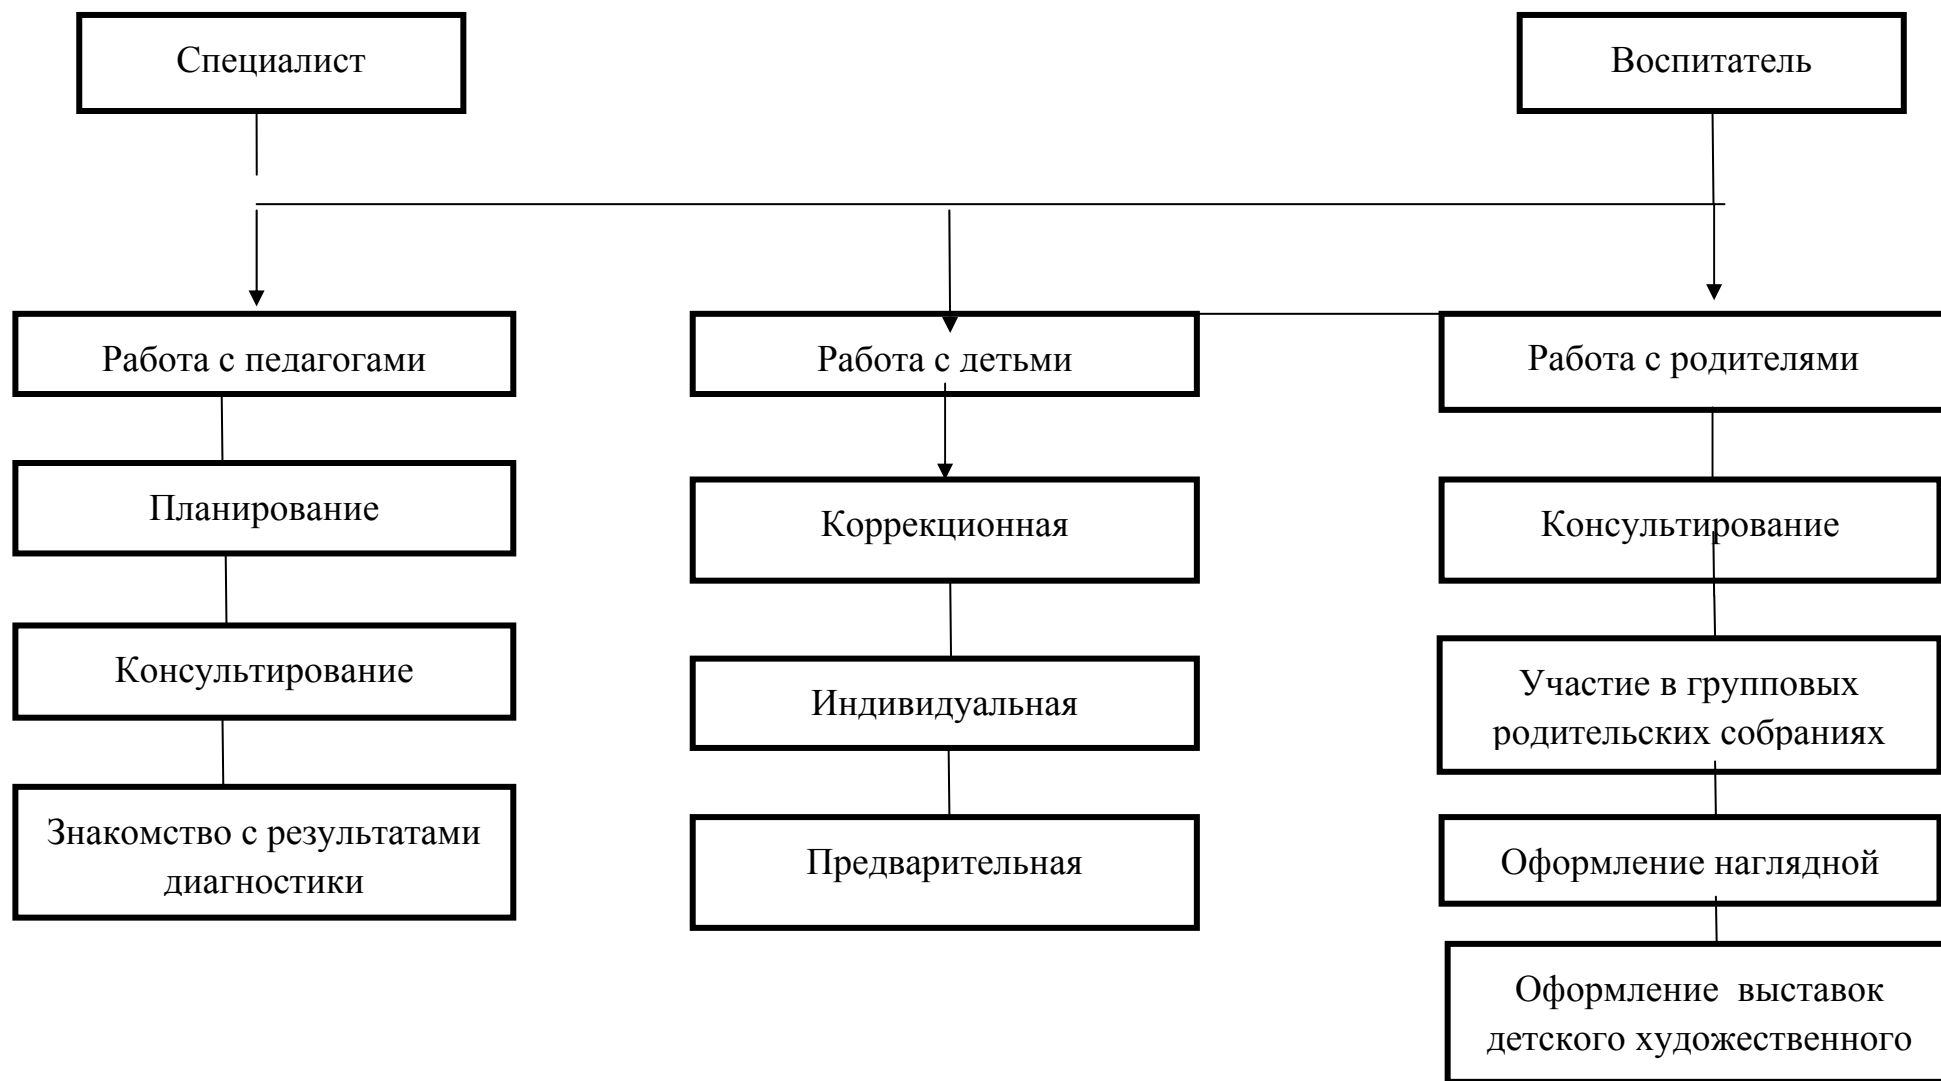 Специалист
Воспитатель
Работа с педагогами
Работа с детьми
Работа с родителями
Планирование
Коррекционная
Консультирование
Консультирование
Индивидуальная
Участие в групповых
родительских собраниях
Знакомство с результатами
диагностики
Предварительная
Оформление наглядной
Оформление выставок
детского художественного